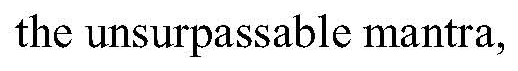 the unsurpassable mantra,